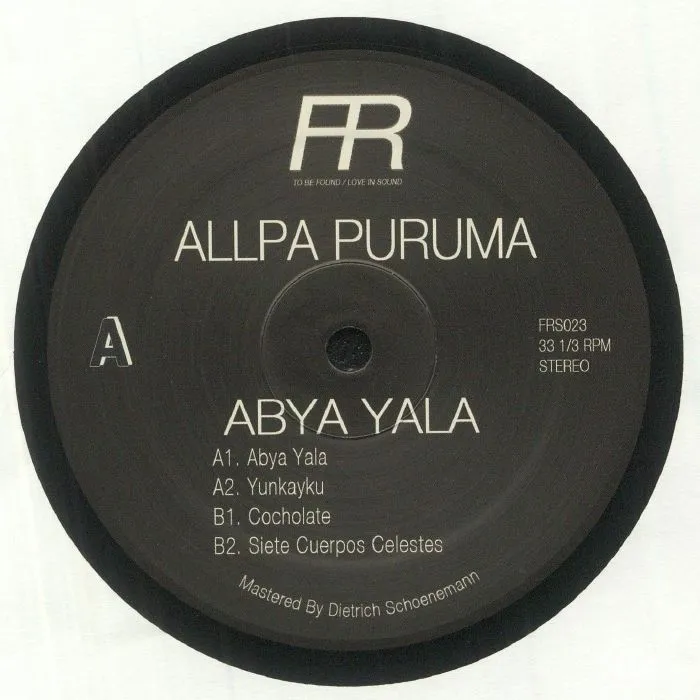 FR
TO BE FOUND / LOVE IN SOUND
ALLPA PURUMA
A
FRS023
33 1/3 RPM
STEREO
ABYA YALA
A1. Abya Yala
A2. Yunkayku
B1. Cocholate
B2. Siete Cuerpos Celestes
Mastered By Dietrich Schoenemann